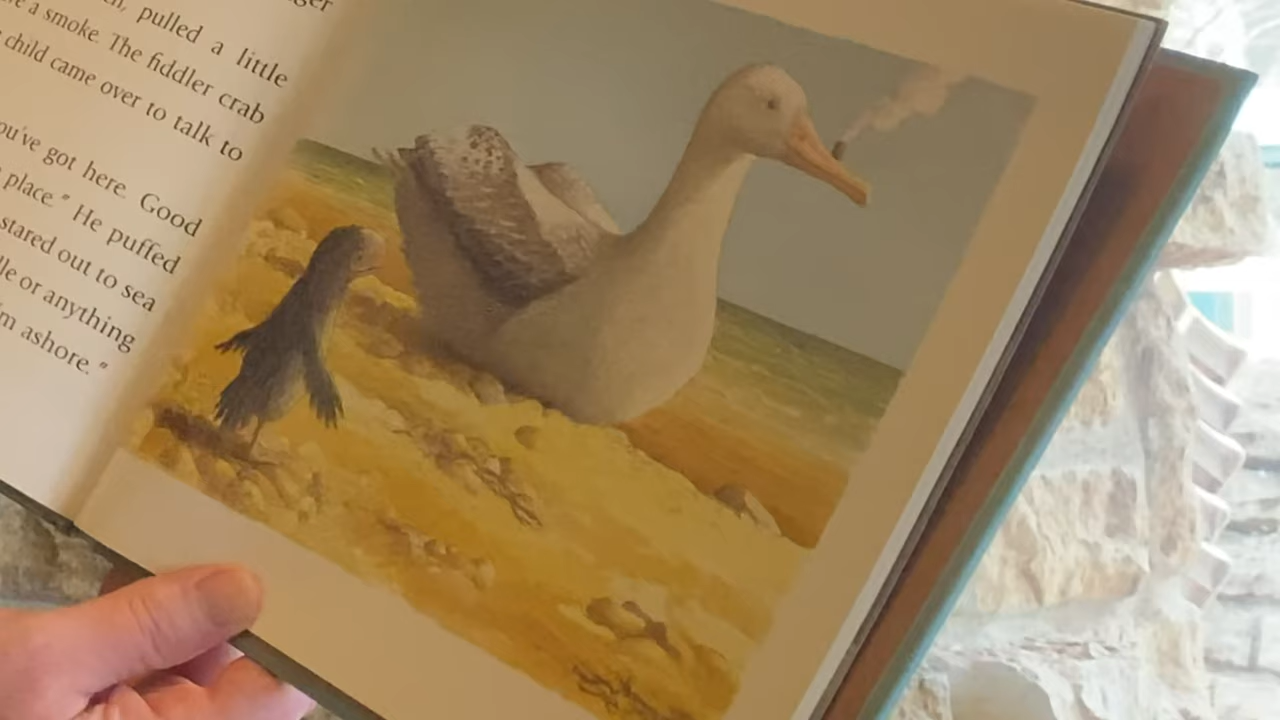 pulled a little
a smoke. The fiddler crab
child came over to talk to
ou've got here. Good
place." He puffed
stared out to sea
le or anything
'm ashore."